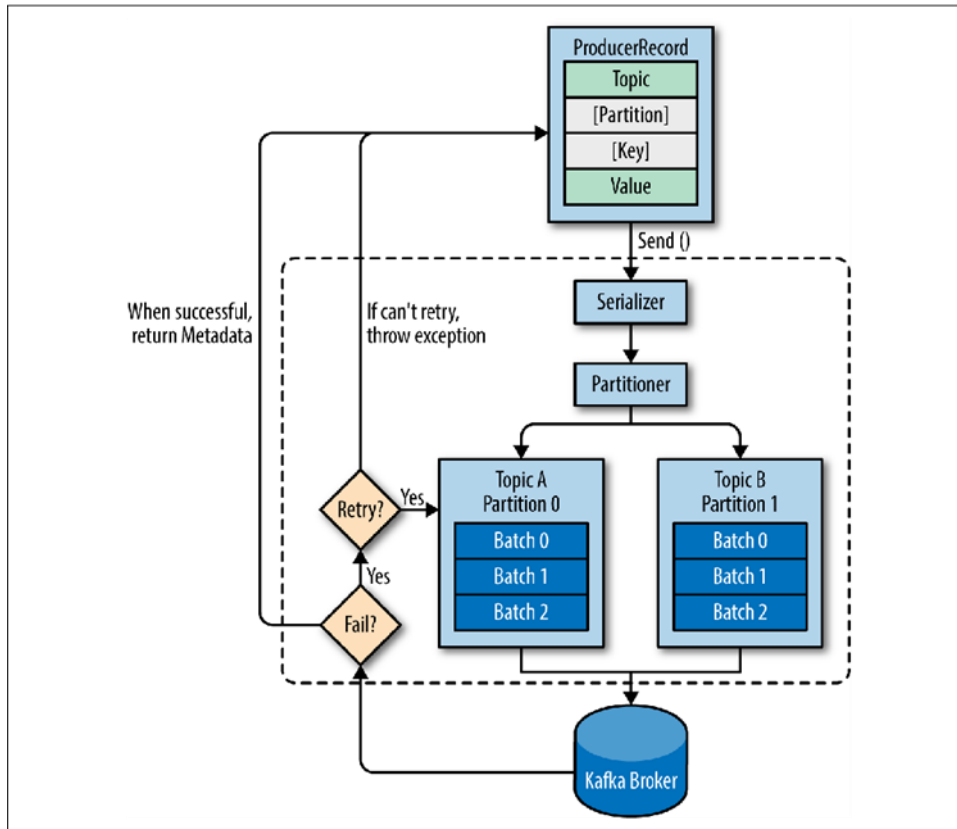 ProducerRecord
Topic
[Partition]
[Key]
Value
Send ()
Serializer
Partitioner
When successful,
return Metadata
If can't retry,
throw exception
Topic A
Partition 0
Batch 0
Batch 1
Batch 2
Topic B
Partition 1
Batch 0
Batch 1
Batch 2
Retry?
Yes
Yes
Fail?
Kafka Broker